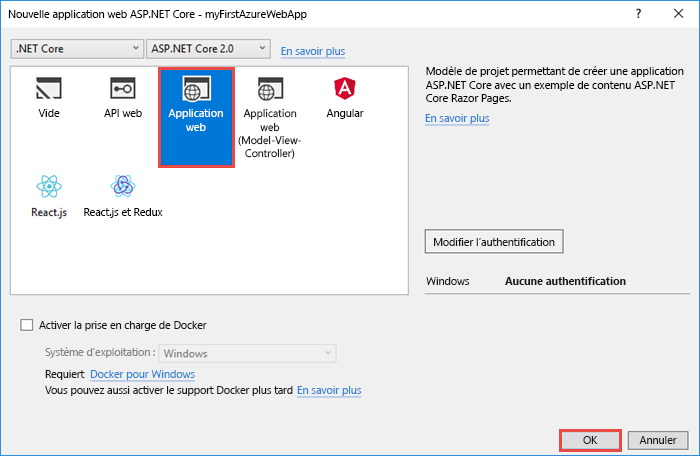 Nouvelle application web ASP.NET Core - myFirstAzureWebApp
.NET Core
ASP.NET Core 2.0
En savoir plus
Vide
API web
Application
web
Application
web
(Model-View-
Controller)
Angular
React.js
React.js et Redux
Modèle de projet permettant de créer une application
ASP.NET Core avec un exemple de contenu ASP.NET
Core Razor Pages.
En savoir plus
Modifier l'authentification
Windows
Aucune authentification
Activer la prise en charge de Docker
Système d'exploitation :
Windows
Requiert Docker pour Windows
Vous pouvez aussi activer le support Docker plus tard En savoir plus
OK
Annuler